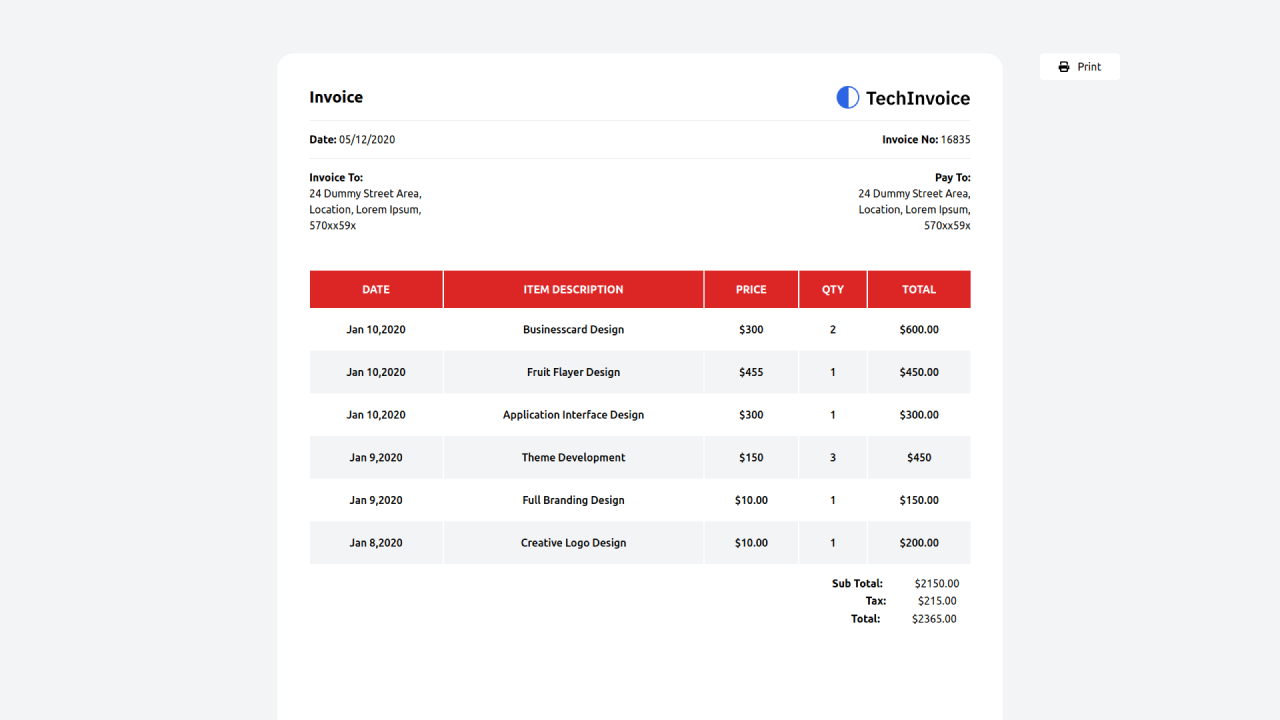 Print
Invoice TechInvoice
Date: 05/12/2020 Invoice No: 16835
Invoice To: Pay To:
24 Dummy Street Area, 24 Dummy Street Area,
Location, Lorem Ipsum, Location, Lorem Ipsum,
570xx59x 570xx59x
DATE ITEM DESCRIPTION PRICE QTY TOTAL
Jan 10,2020 Businesscard Design $300 2 $600.00
Jan 10,2020 Fruit Flayer Design $455 1 $450.00
Jan 10,2020 Application Interface Design $300 1 $300.00
Jan 9,2020 Theme Development $150 3 $450
Jan 9,2020 Full Branding Design $10.00 1 $150.00
Jan 8,2020 Creative Logo Design $10.00 1 $200.00
Sub Total: $2150.00
Tax: $215.00
Total: $2365.00